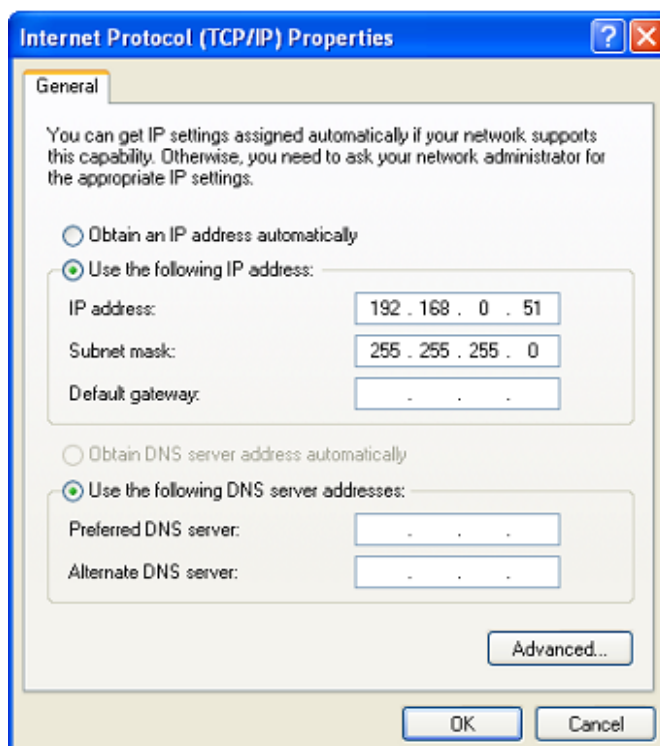 Internet Protocol (TCP/IP) Properties
General
You can get IP settings assigned automatically if your network supports
this capability. Otherwise, you need to ask your network administrator for
the appropriate IP settings.
Obtain an IP address automatically
Use the following IP address:
IP address: 192 . 168 . 0 . 51
Subnet mask: 255 . 255 . 255 . 0
Default gateway: . . .
Obtain DNS server address automatically
Use the following DNS server addresses:
Preferred DNS server: . . .
Alternate DNS server: . . .
Advanced...
OK Cancel